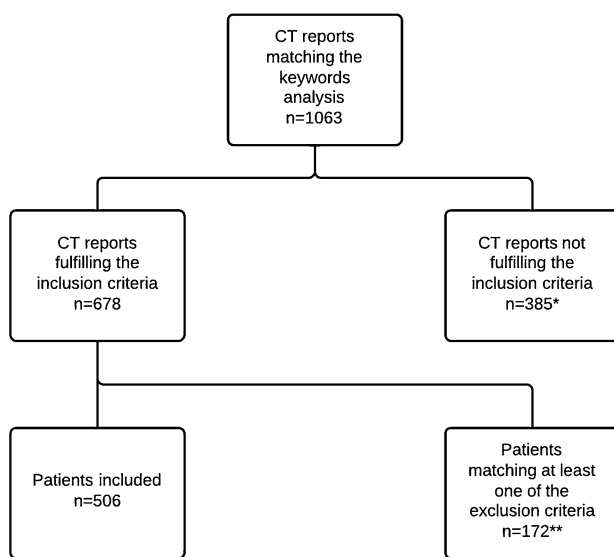 CT reports
matching the
keywords
analysis
n=1063
CT reports
fulfilling the
inclusion criteria
n=678
CT reports not
fulfilling the
inclusion criteria
n=385*
Patients included
n=506
Patients
matching at least
one of the
exclusion criteria
n=172**